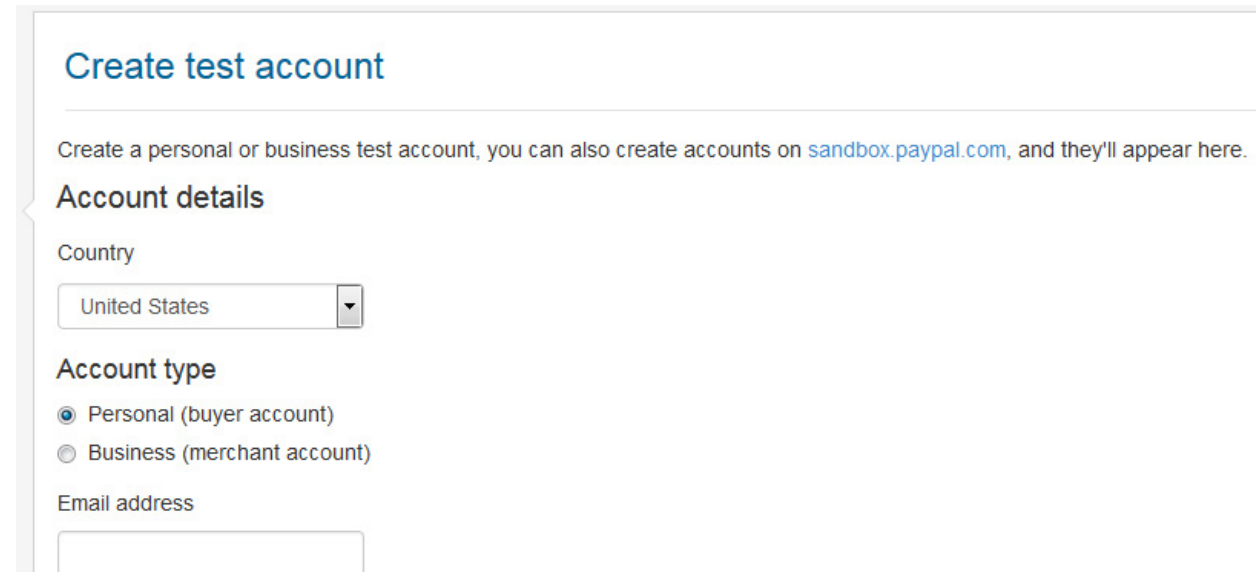 Create test account
Create a personal or business test account, you can also create accounts on sandbox.paypal.com, and they'll appear here.
Account details
Country
United States
Account type
Personal (buyer account)
Business (merchant account)
Email address